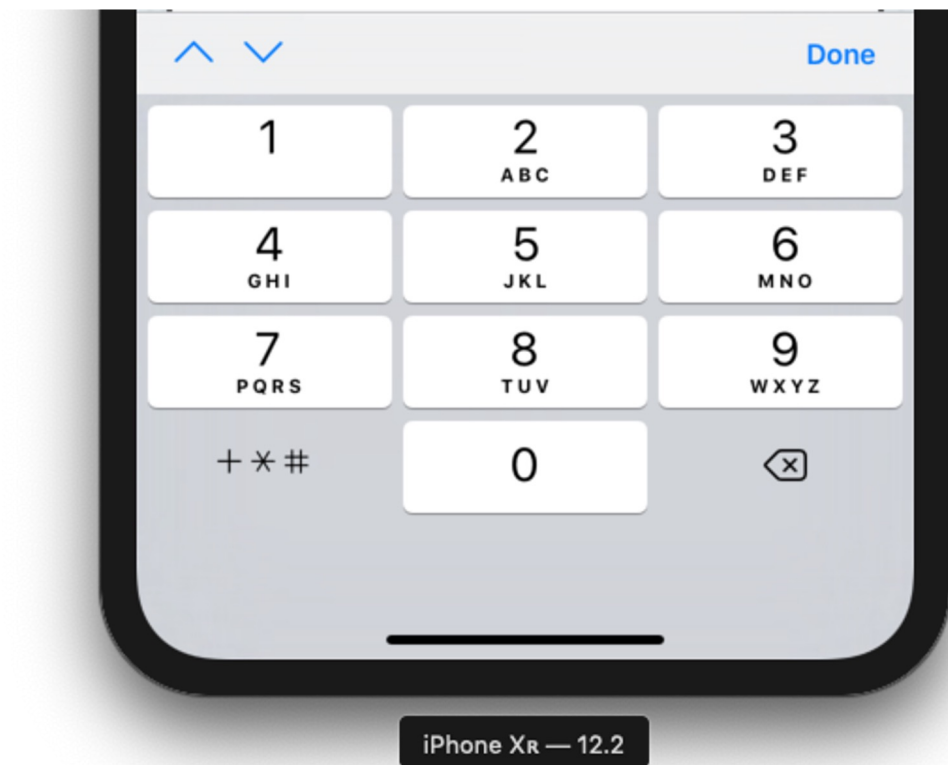 Done
1 2 3
ABC DEF
4 5 6
GHI JKL MNO
7 8 9
PQRS TUV WXYZ
+*# 0
iPhone Xʀ — 12.2